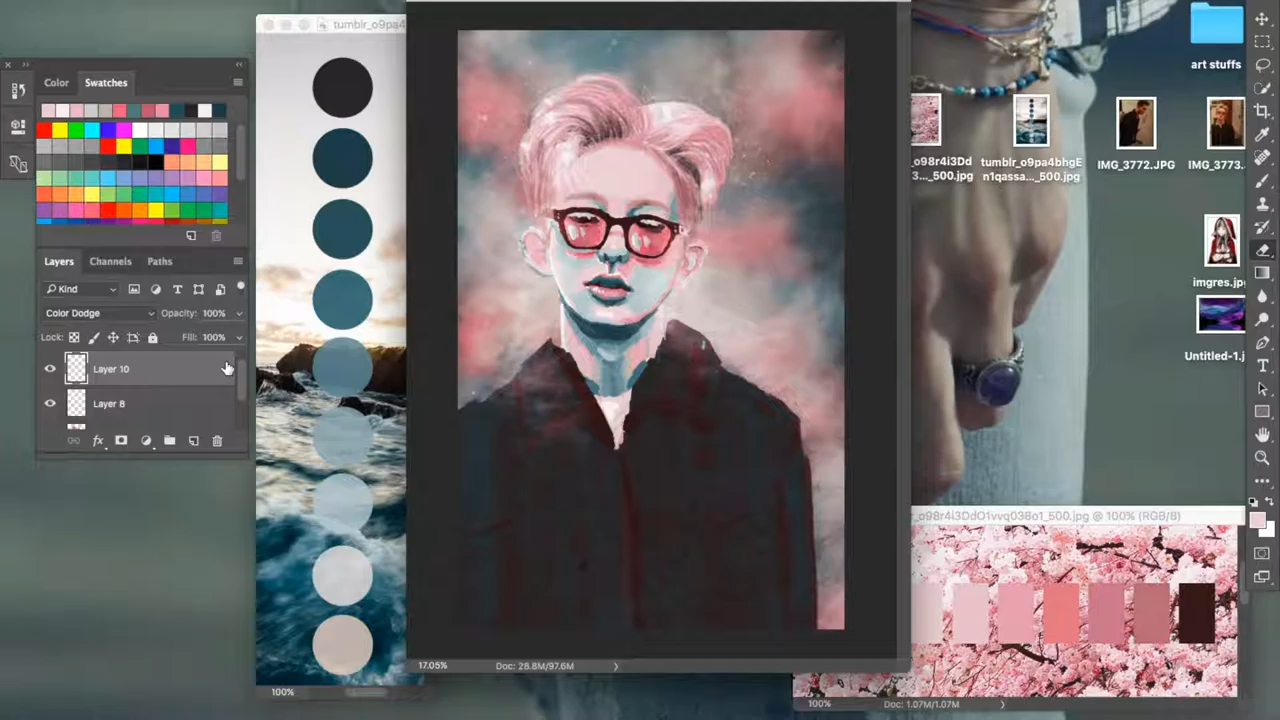 tumblr_o9pa4
Color
Swatches
Layers
Channels
Paths
Kind
Color Dodge
Opacity: 100%
Lock:
Fill: 100%
Layer 10
Layer 8
fx
100%
17.05%
Doc: 28.8M/97.6M
art stuffs
_o98r4i3Dd
3..._500.jpg
tumblr_o9pa4bhgE
n1qassa..._500.jpg
IMG_3772.JPG
IMG_3773.
imgres.jp
Untitled-1.j
_o98r4i3DdO1vvq038o1_500.jpg @ 100% (RGB/8)
100%
Doc: 1.07M/1.07M